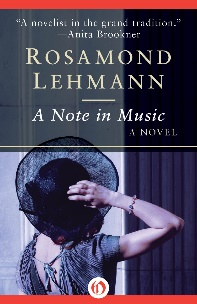 “A novelist in the grand tradition.”
—Anita Brookner
ROSAMOND
LEHMANN
A Note in Music
A NOVEL